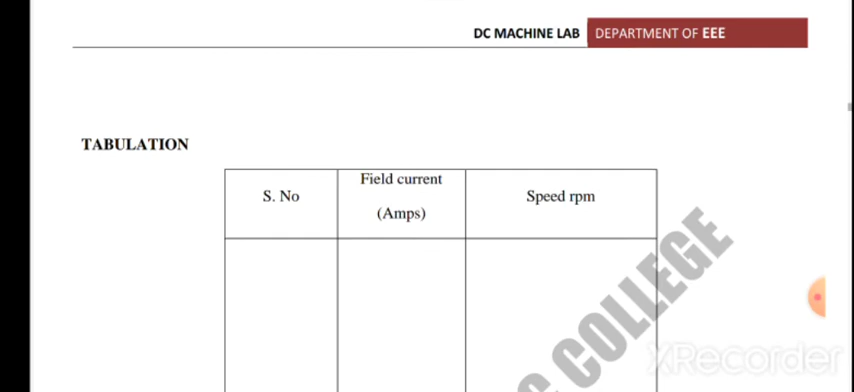 DC MACHINE LAB DEPARTMENT OF EEE
TABULATION
S. No
Field current
(Amps)
Speed rpm
COLLEGE
XRecorder